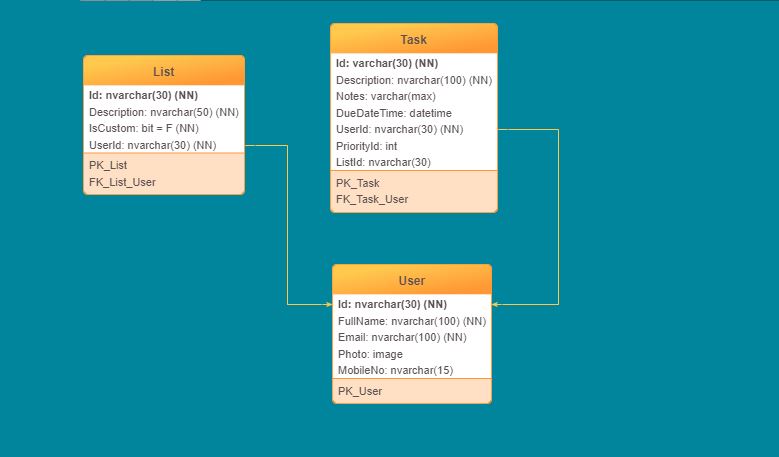 List
Id: nvarchar(30) (NN)
Description: nvarchar(50) (NN)
IsCustom: bit = F (NN)
UserId: nvarchar(30) (NN)
PK_List
FK_List_User
Task
Id: varchar(30) (NN)
Description: nvarchar(100) (NN)
Notes: varchar(max)
DueDateTime: datetime
UserId: nvarchar(30) (NN)
PriorityId: int
ListId: nvarchar(30)
PK_Task
FK_Task_User
User
Id: nvarchar(30) (NN)
FullName: nvarchar(100) (NN)
Email: nvarchar(100) (NN)
Photo: image
MobileNo: nvarchar(15)
PK_User